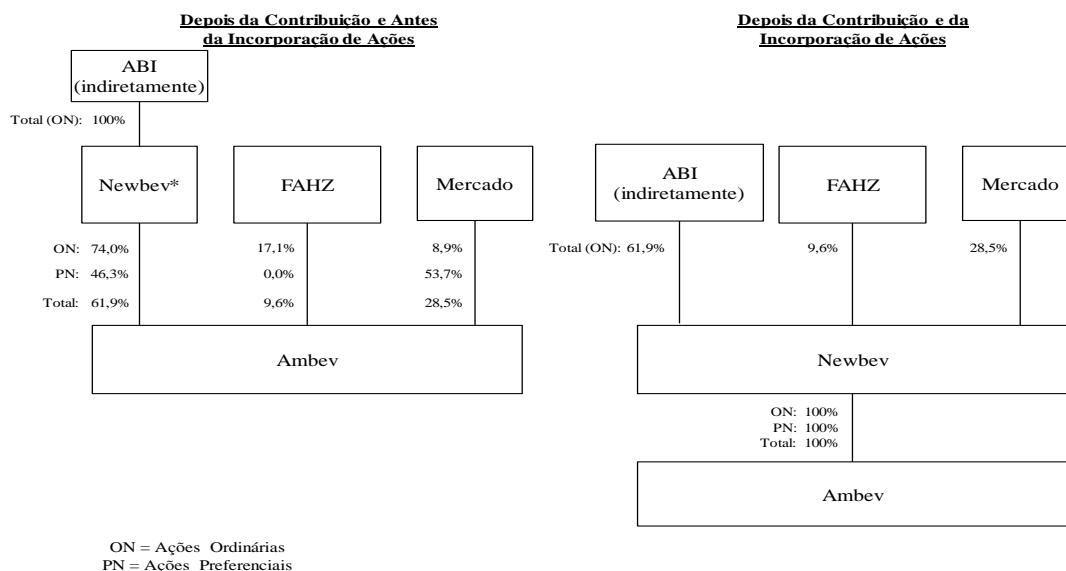 Depois da Contribuição e Antes
da Incorporação de Ações
ABI
(indiretamente)
Total (ON): 100%
Newbev*
FAHZ
Mercado
ON: 74,0% 17,1% 8,9%
PN: 46,3% 0,0% 53,7%
Total: 61,9% 9,6% 28,5%
Ambev
ON = Ações Ordinárias
PN = Ações Preferenciais
Depois da Contribuição e da
Incorporação de Ações
ABI
(indiretamente)
FAHZ
Mercado
Total (ON): 61,9% 9,6% 28,5%
Newbev
ON: 100%
PN: 100%
Total: 100%
Ambev